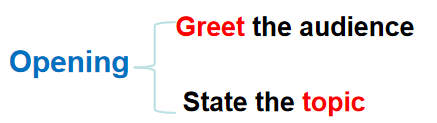 Greet the audience
Opening
State the topic